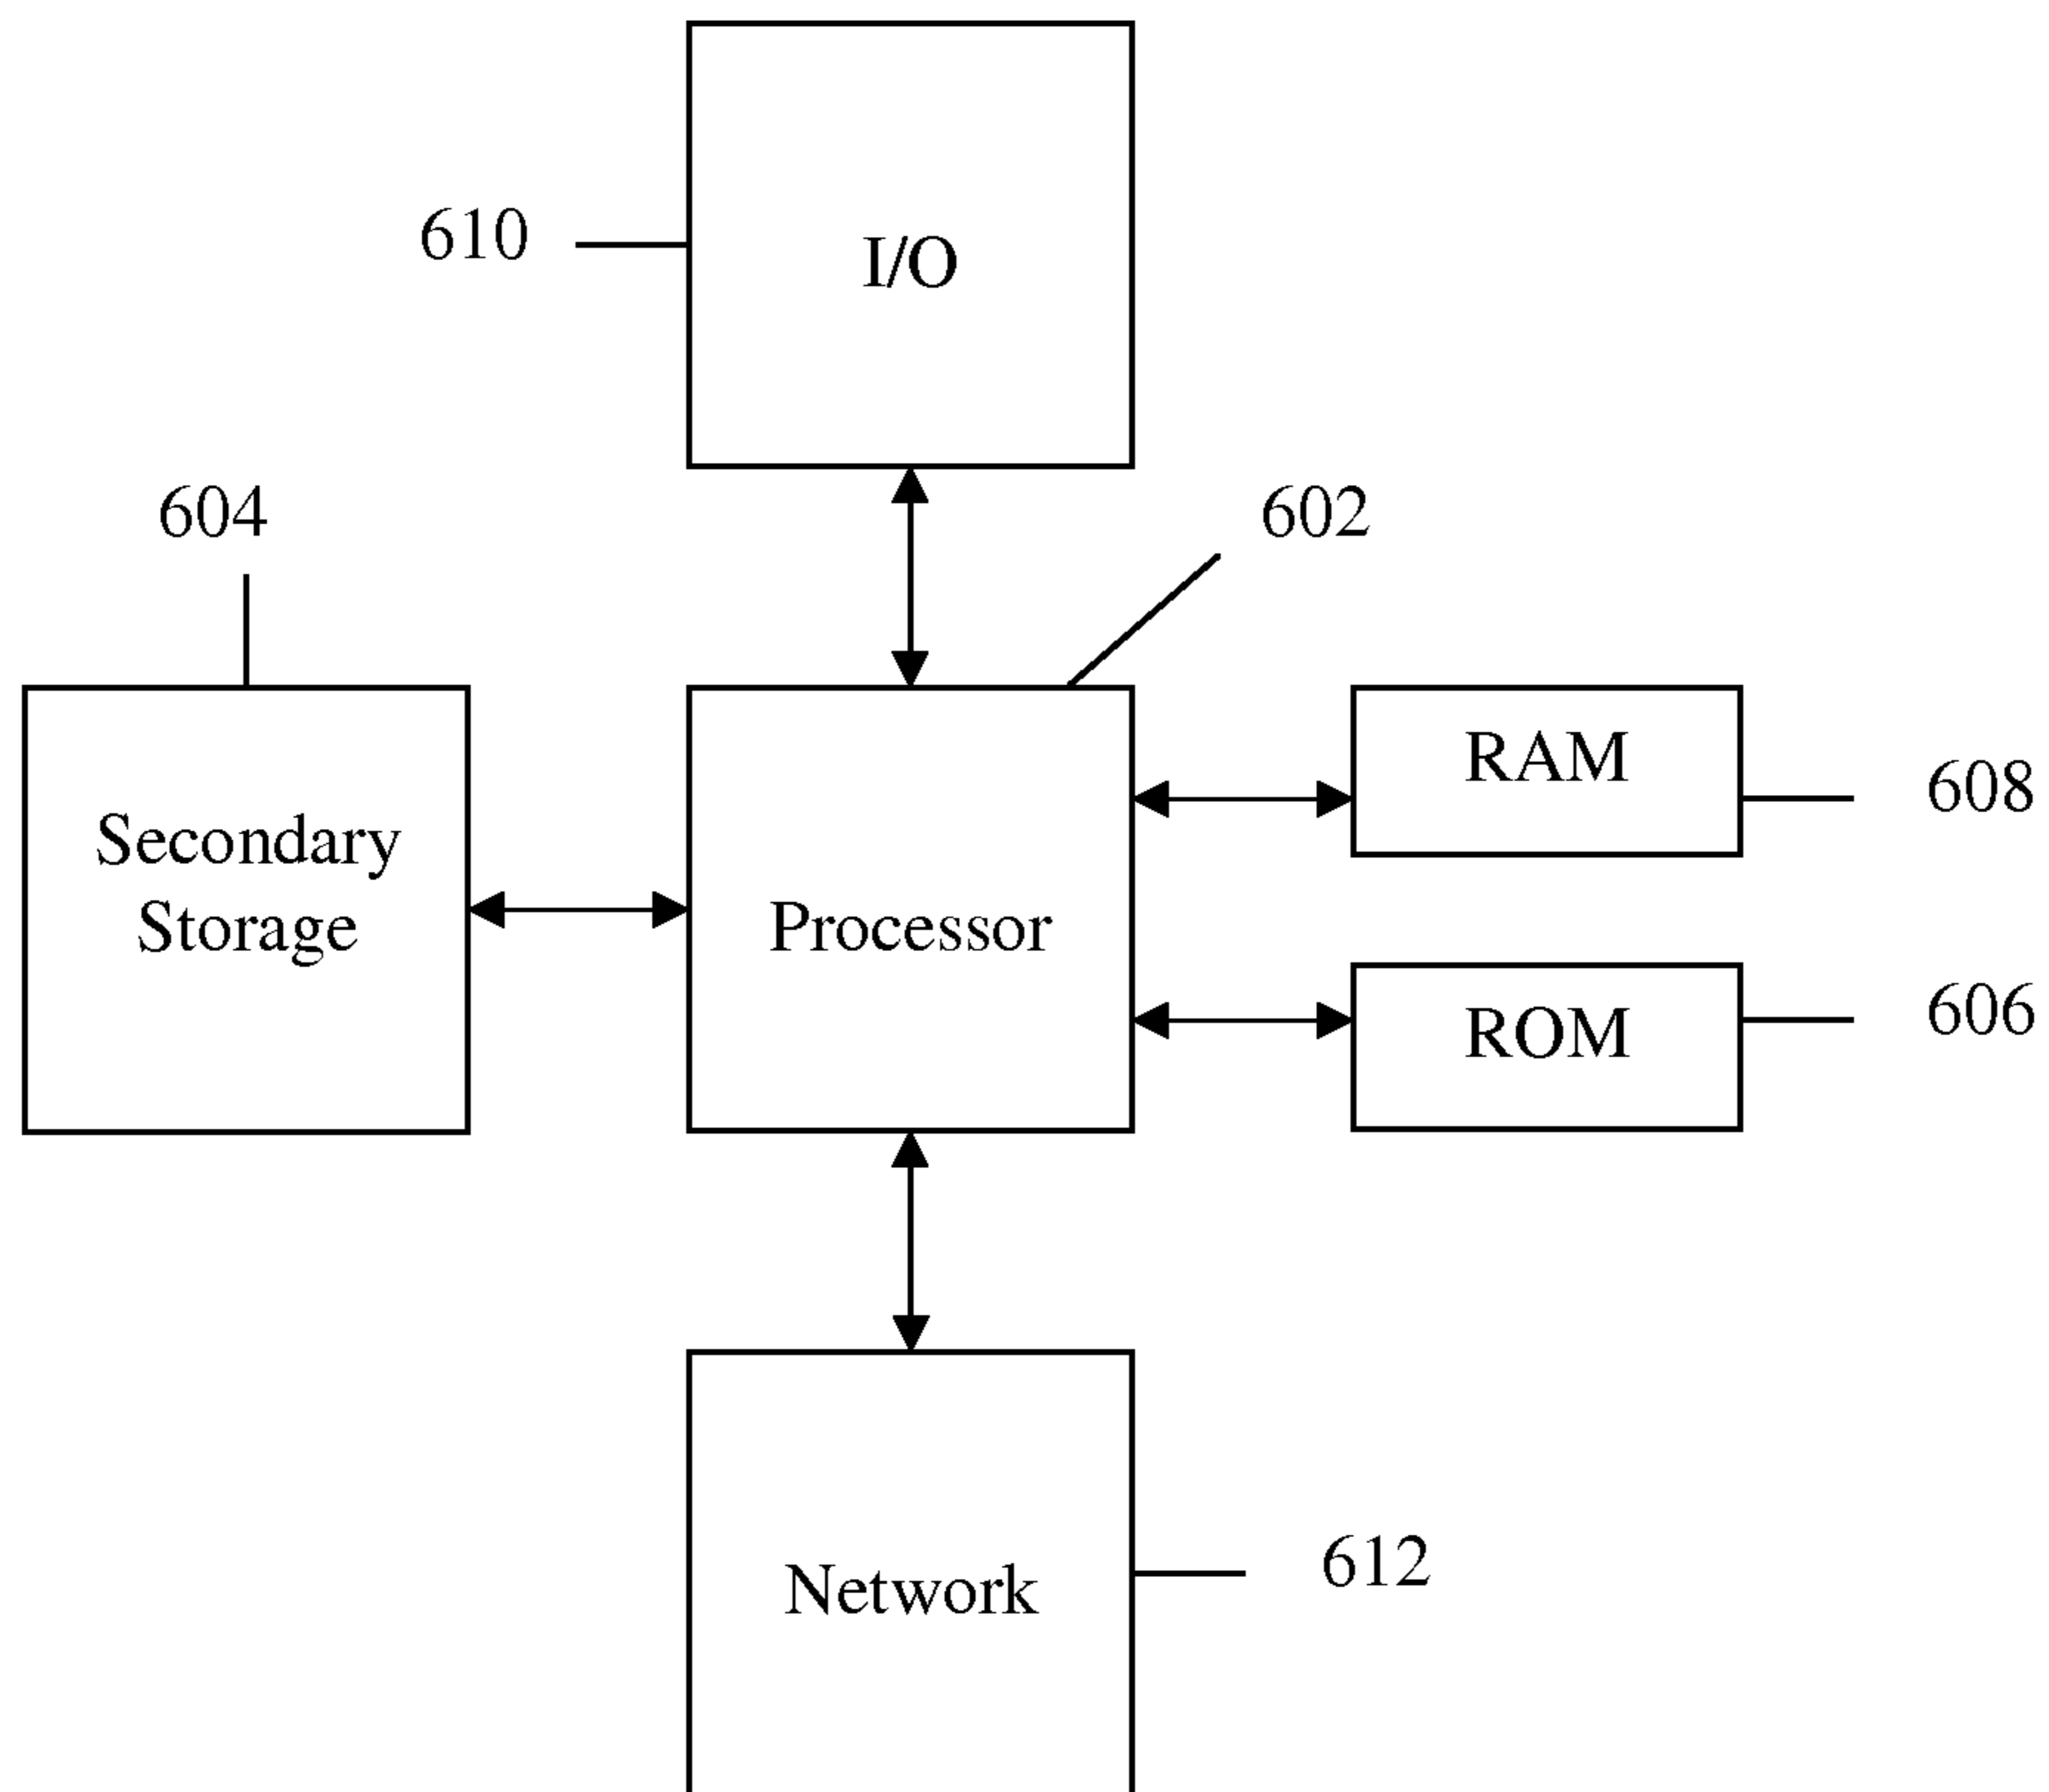 610
I/O
604
602
RAM
608
Secondary
Storage
Processor
ROM
606
Network
612